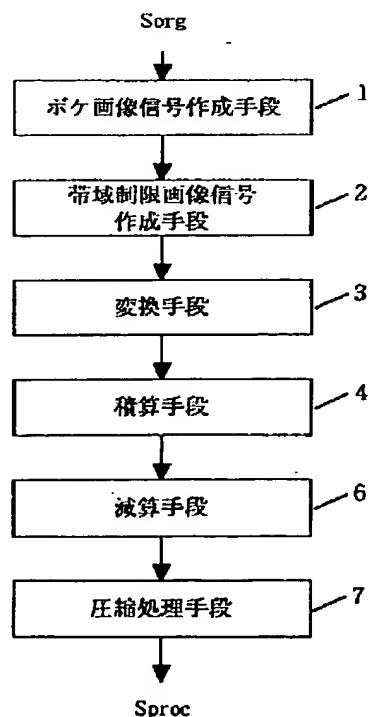 Sorg
ボケ画像信号作成手段
1
帯域制限画像信号
作成手段
2
変換手段
3
積算手段
4
減算手段
6
圧縮処理手段
7
Sproc